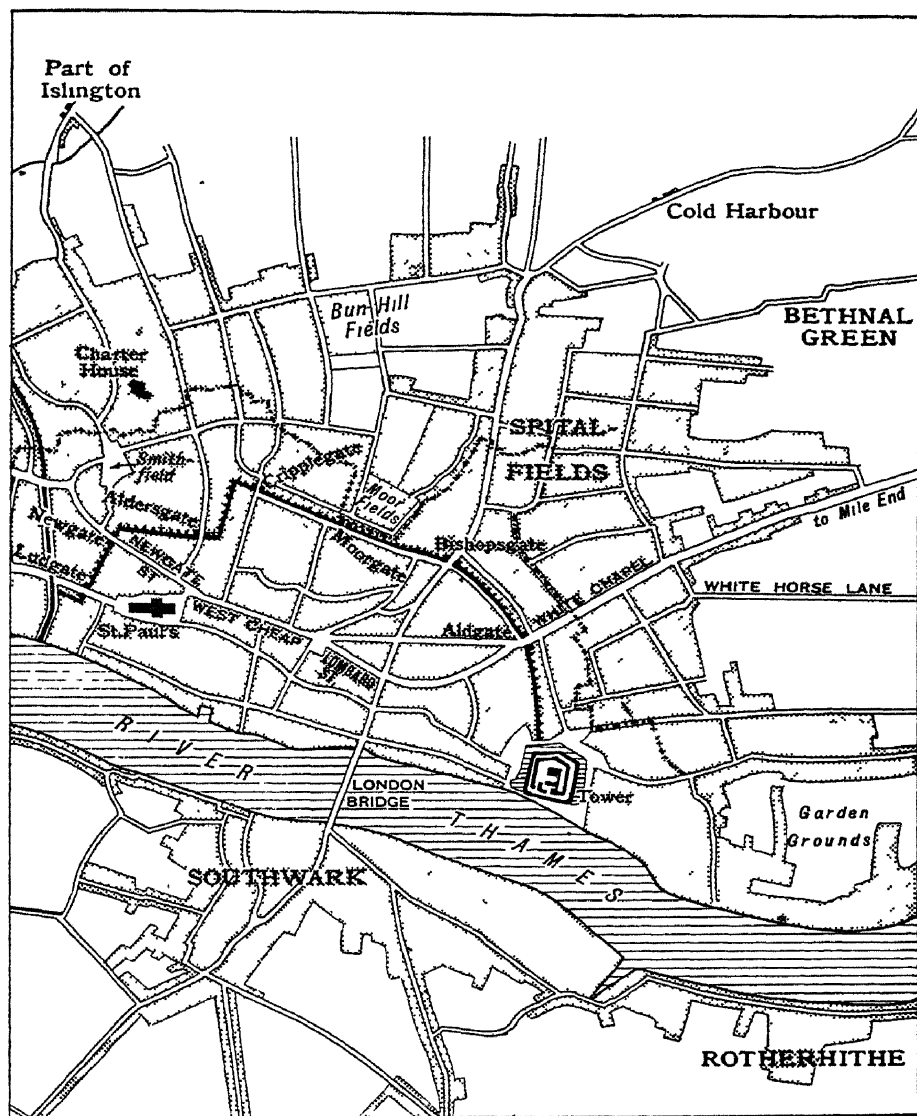 Part of
Islington
Cold Harbour
Bun Hill
Fields
BETHNAL
GREEN
Charter
House
SPITAL
FIELDS
Smith-
field
Cripplegate
Moor
Fields
Aldersgate
to Mile End
Newgate
NEWGATE
ST
Moorgate
Bishopsgate
Ludgate
WHITE CHAPEL
WHITE HORSE LANE
St. Paul's
WEST CHEAP
Aldgate
LOMBARD
ST.
RIVER
LONDON
BRIDGE
THAMES
Tower
Garden
Grounds
SOUTHWARK
ROTHERHITHE